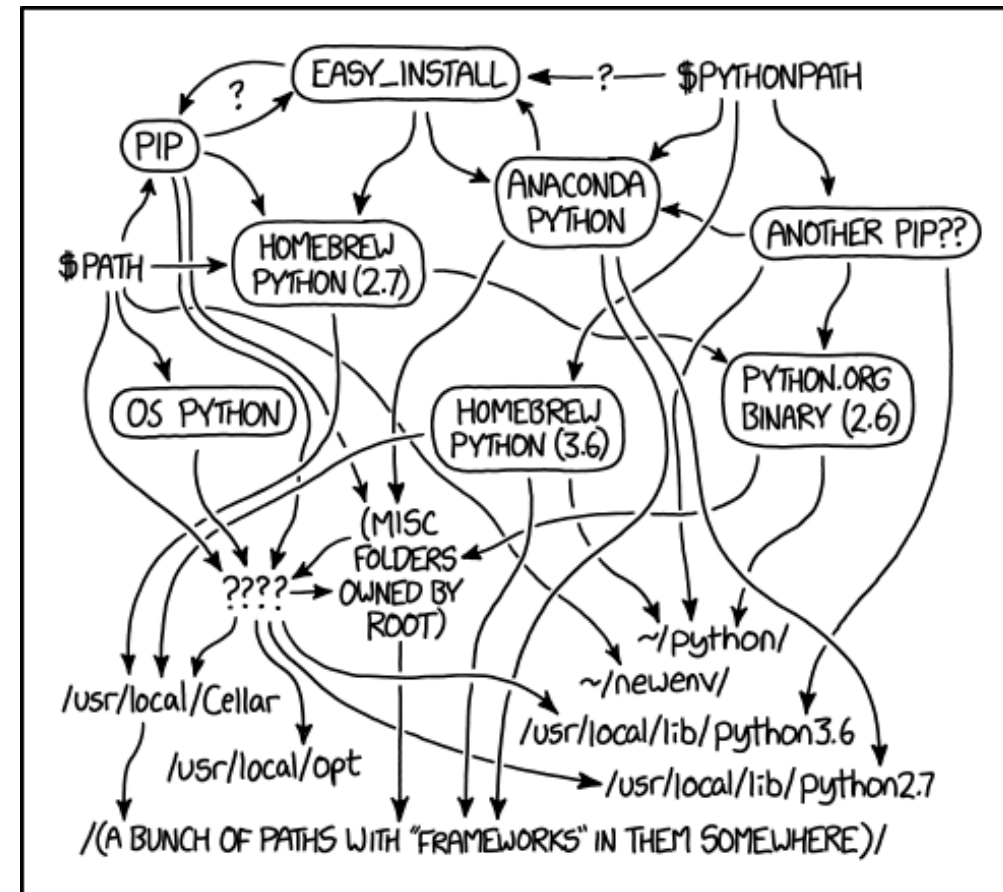 EASY_INSTALL
?
$PYTHONPATH
?
PIP
ANACONDA
PYTHON
ANOTHER PIP??
HOMEBREW
PYTHON (2.7)
$PATH
OS PYTHON
HOMEBREW
PYTHON (3.6)
PYTHON.ORG
BINARY (2.6)
(MISC
FOLDERS
OWNED BY
ROOT)
????
~/python/
~/newenv/
/usr/local/Cellar
/usr/local/lib/python3.6
/usr/local/opt
/usr/local/lib/python2.7
/(A BUNCH OF PATHS WITH "FRAMEWORKS" IN THEM SOMEWHERE)/